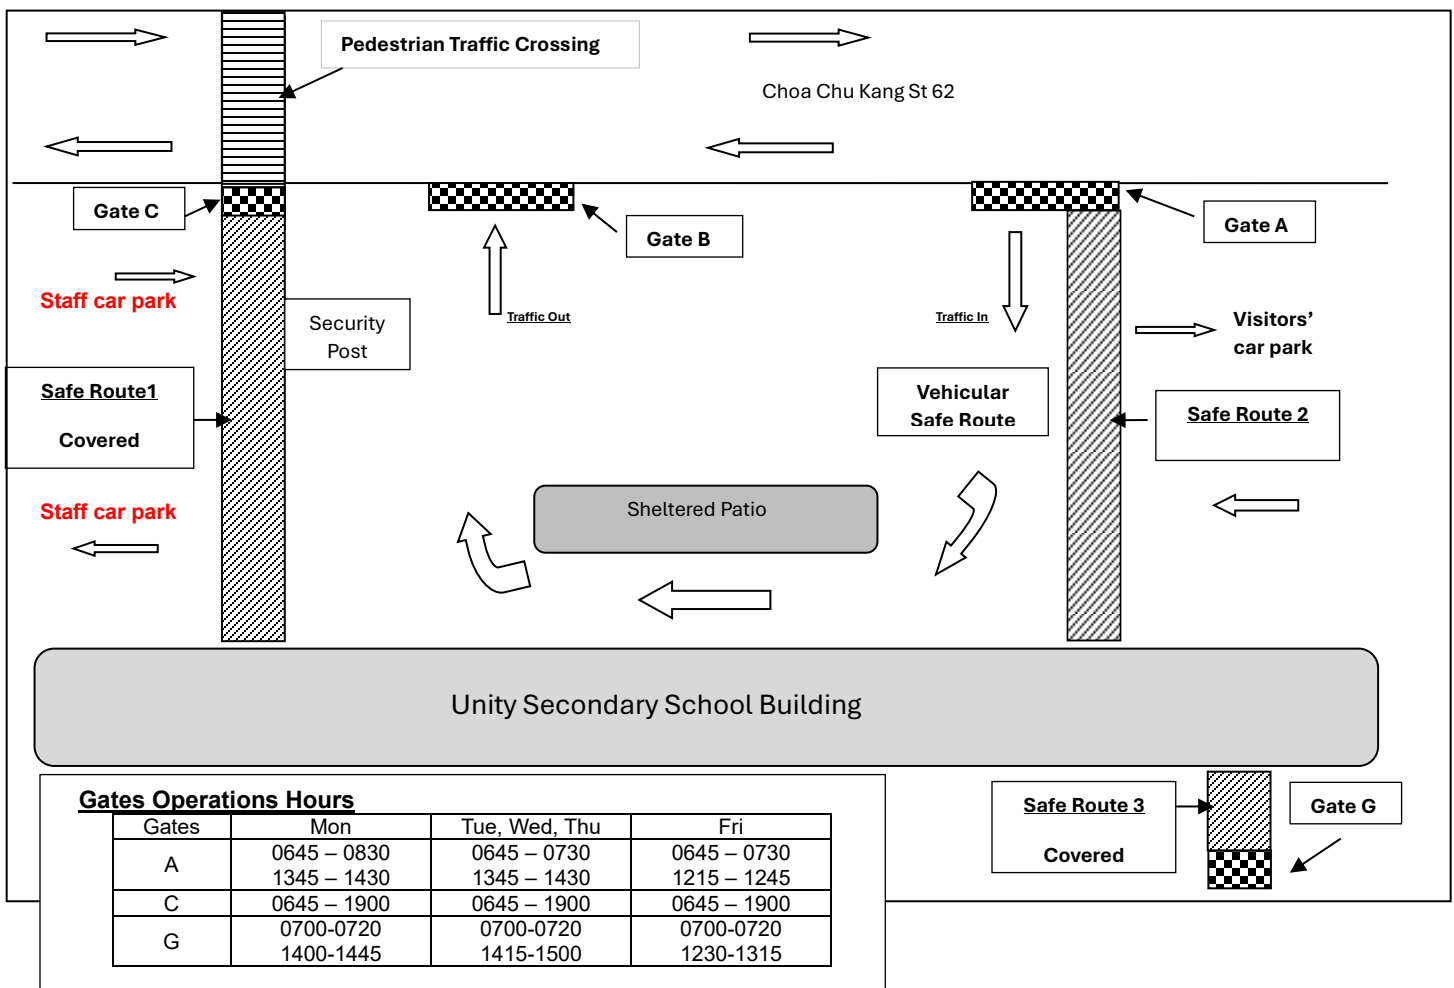 Pedestrian Traffic Crossing
Choa Chu Kang St 62
Gate C
Gate B
Gate A
Staff car park
Security
Post
Traffic Out
Traffic In
Visitors’
car park
Safe Route1
Covered
Vehicular
Safe Route
Safe Route 2
Staff car park
Sheltered Patio
Unity Secondary School Building
Safe Route 3
Covered
Gate G
Gates Operations Hours
Gates Mon Tue, Wed, Thu Fri
A 0645 – 0830 0645 – 0730 0645 – 0730
1345 – 1430 1345 – 1430 1215 – 1245
C 0645 – 1900 0645 – 1900 0645 – 1900
G 0700-0720 0700-0720 0700-0720
1400-1445 1415-1500 1230-1315